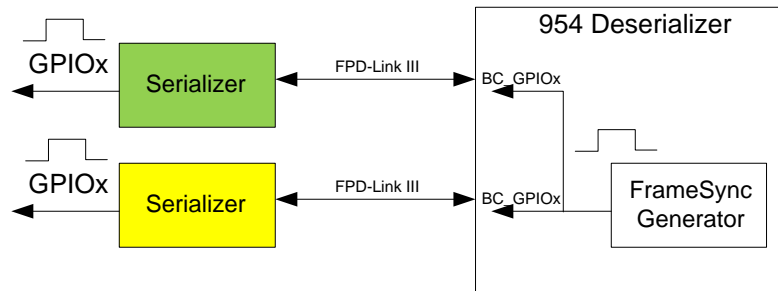 954 Deserializer
GPIOx
Serializer
FPD-Link III
BC_GPIOx
GPIOx
Serializer
FPD-Link III
BC_GPIOx
FrameSync
Generator